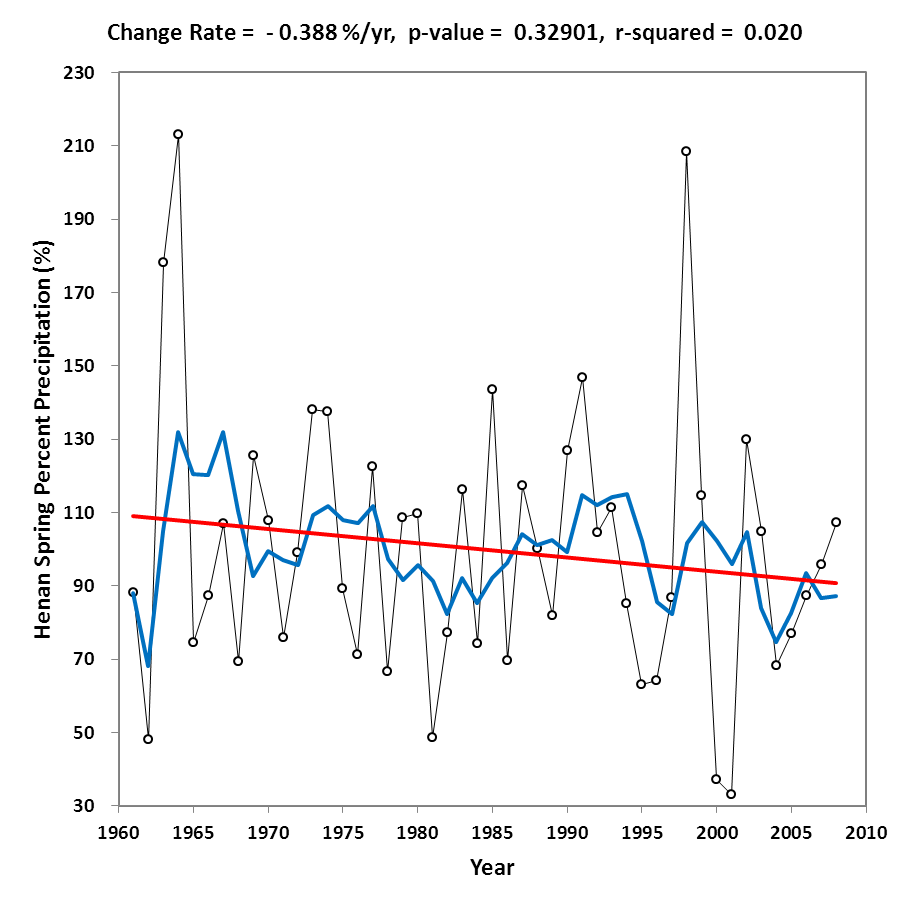 Change Rate = - 0.388 %/yr, p-value = 0.32901, r-squared = 0.020
230
210
190
170
150
130
110
90
70
50
30
Henan Spring Percent Precipitation (%)
1960 1965 1970 1975 1980 1985 1990 1995 2000 2005 2010
Year